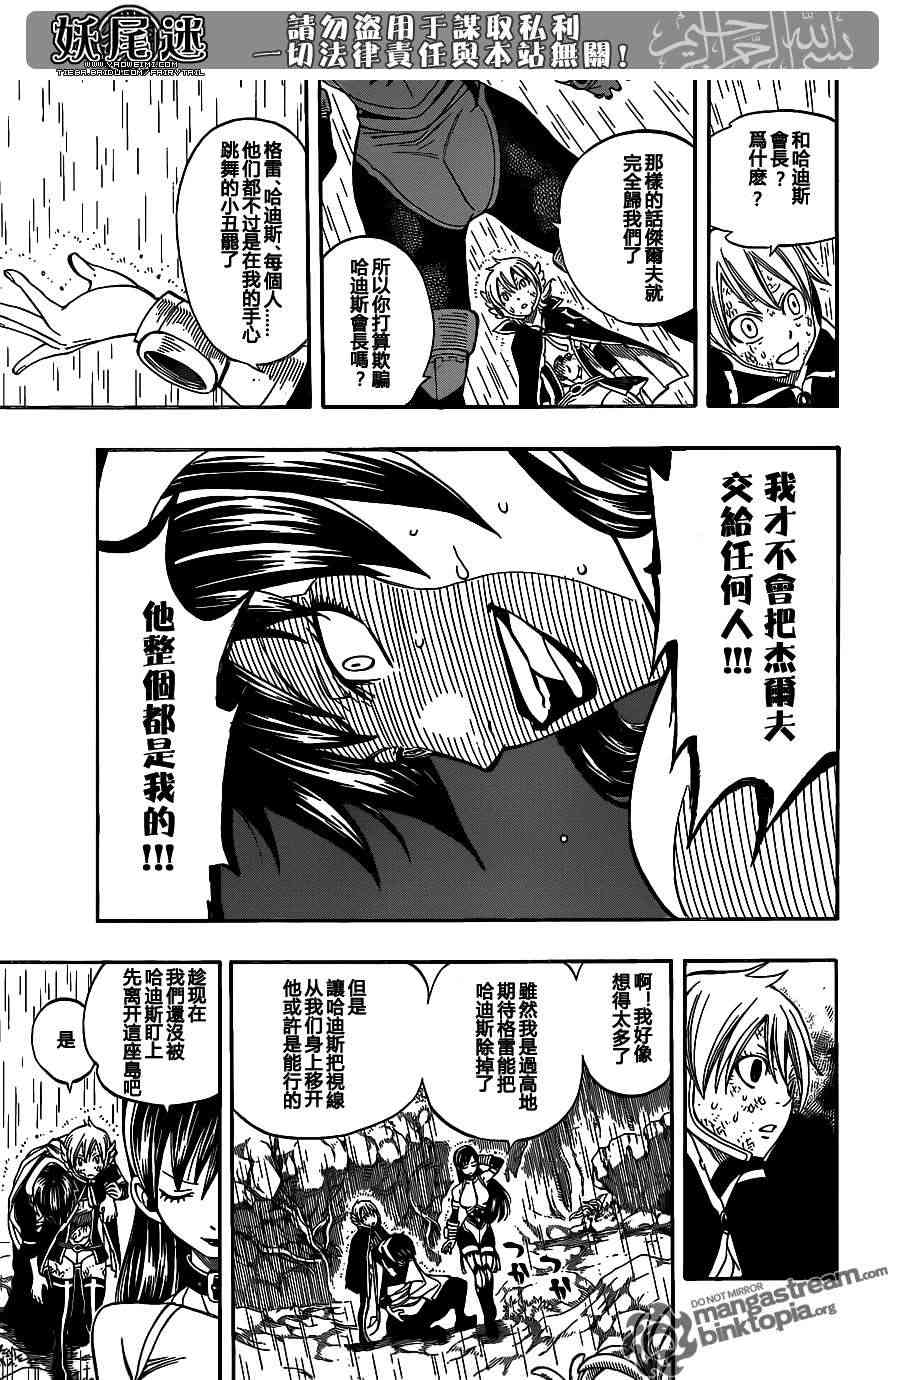 妖尾迷
WWW.YAOWEIMI.COM
TIEBA.BAIDU.COM/FAIRYTAIL
請勿盜用于謀取私利
一切法律責任與本站無關!
和哈迪斯
會長?
爲什麽?
那樣的話傑爾夫就
完全歸我們了
所以你打算欺騙
哈迪斯會長嗎?
格雷、哈迪斯、每個人……
他们都不过是在我的手心
跳舞的小丑罷了
我才不會把杰爾夫
交給任何人!!!
他整個都是我的!!!
啊!我好像
想得太多了
雖然我是過高地
期待格雷能把
哈迪斯除掉了
但是
讓哈迪斯把視線
从我们身上移开
他或許是能行的
趁现在
我們還沒被
哈迪斯盯上
先离开這座島吧
是
DO NOT MIRROR
mangastream.com
binktopia.org